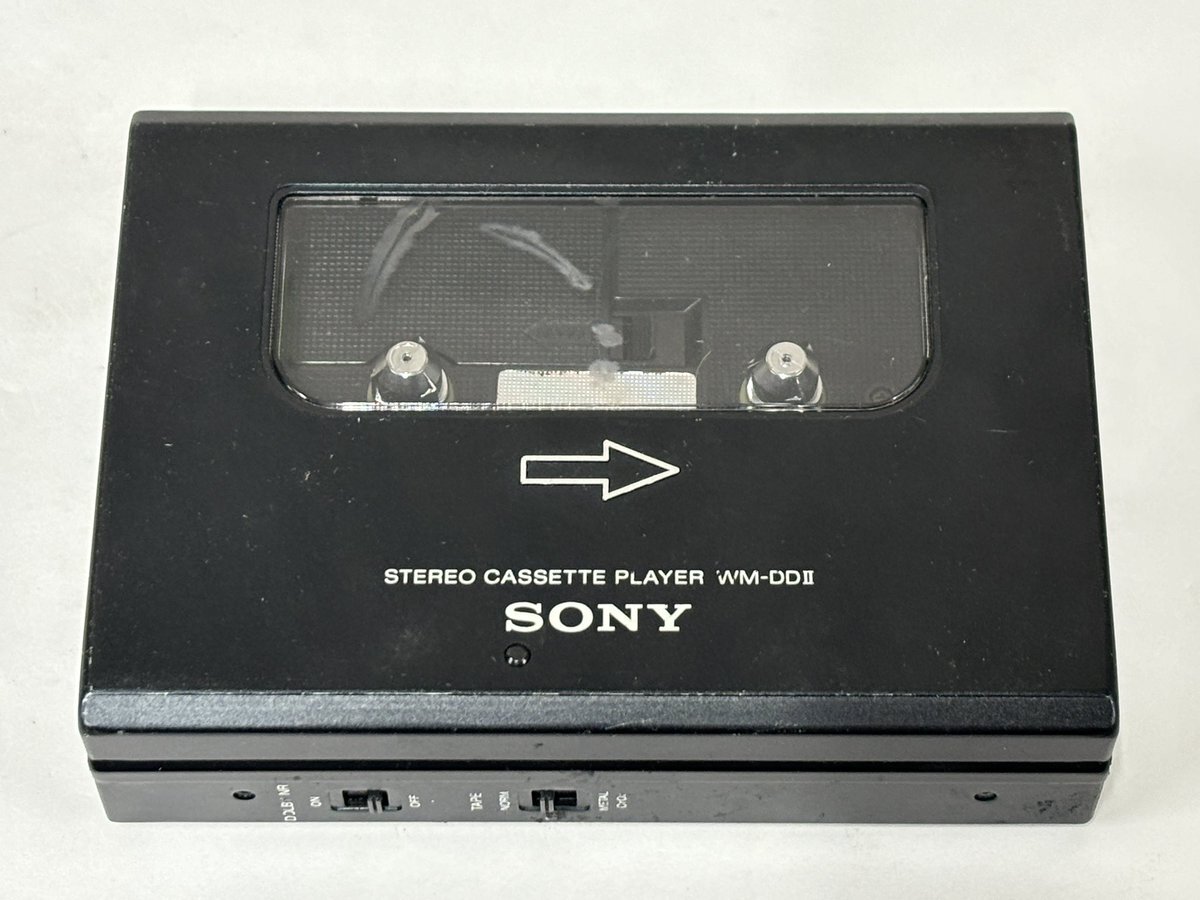 STEREO CASSETTE PLAYER WM-DDII
SONY
DOLBY NR
ON
OFF
TAPE
NORM
METAL
CrO₂